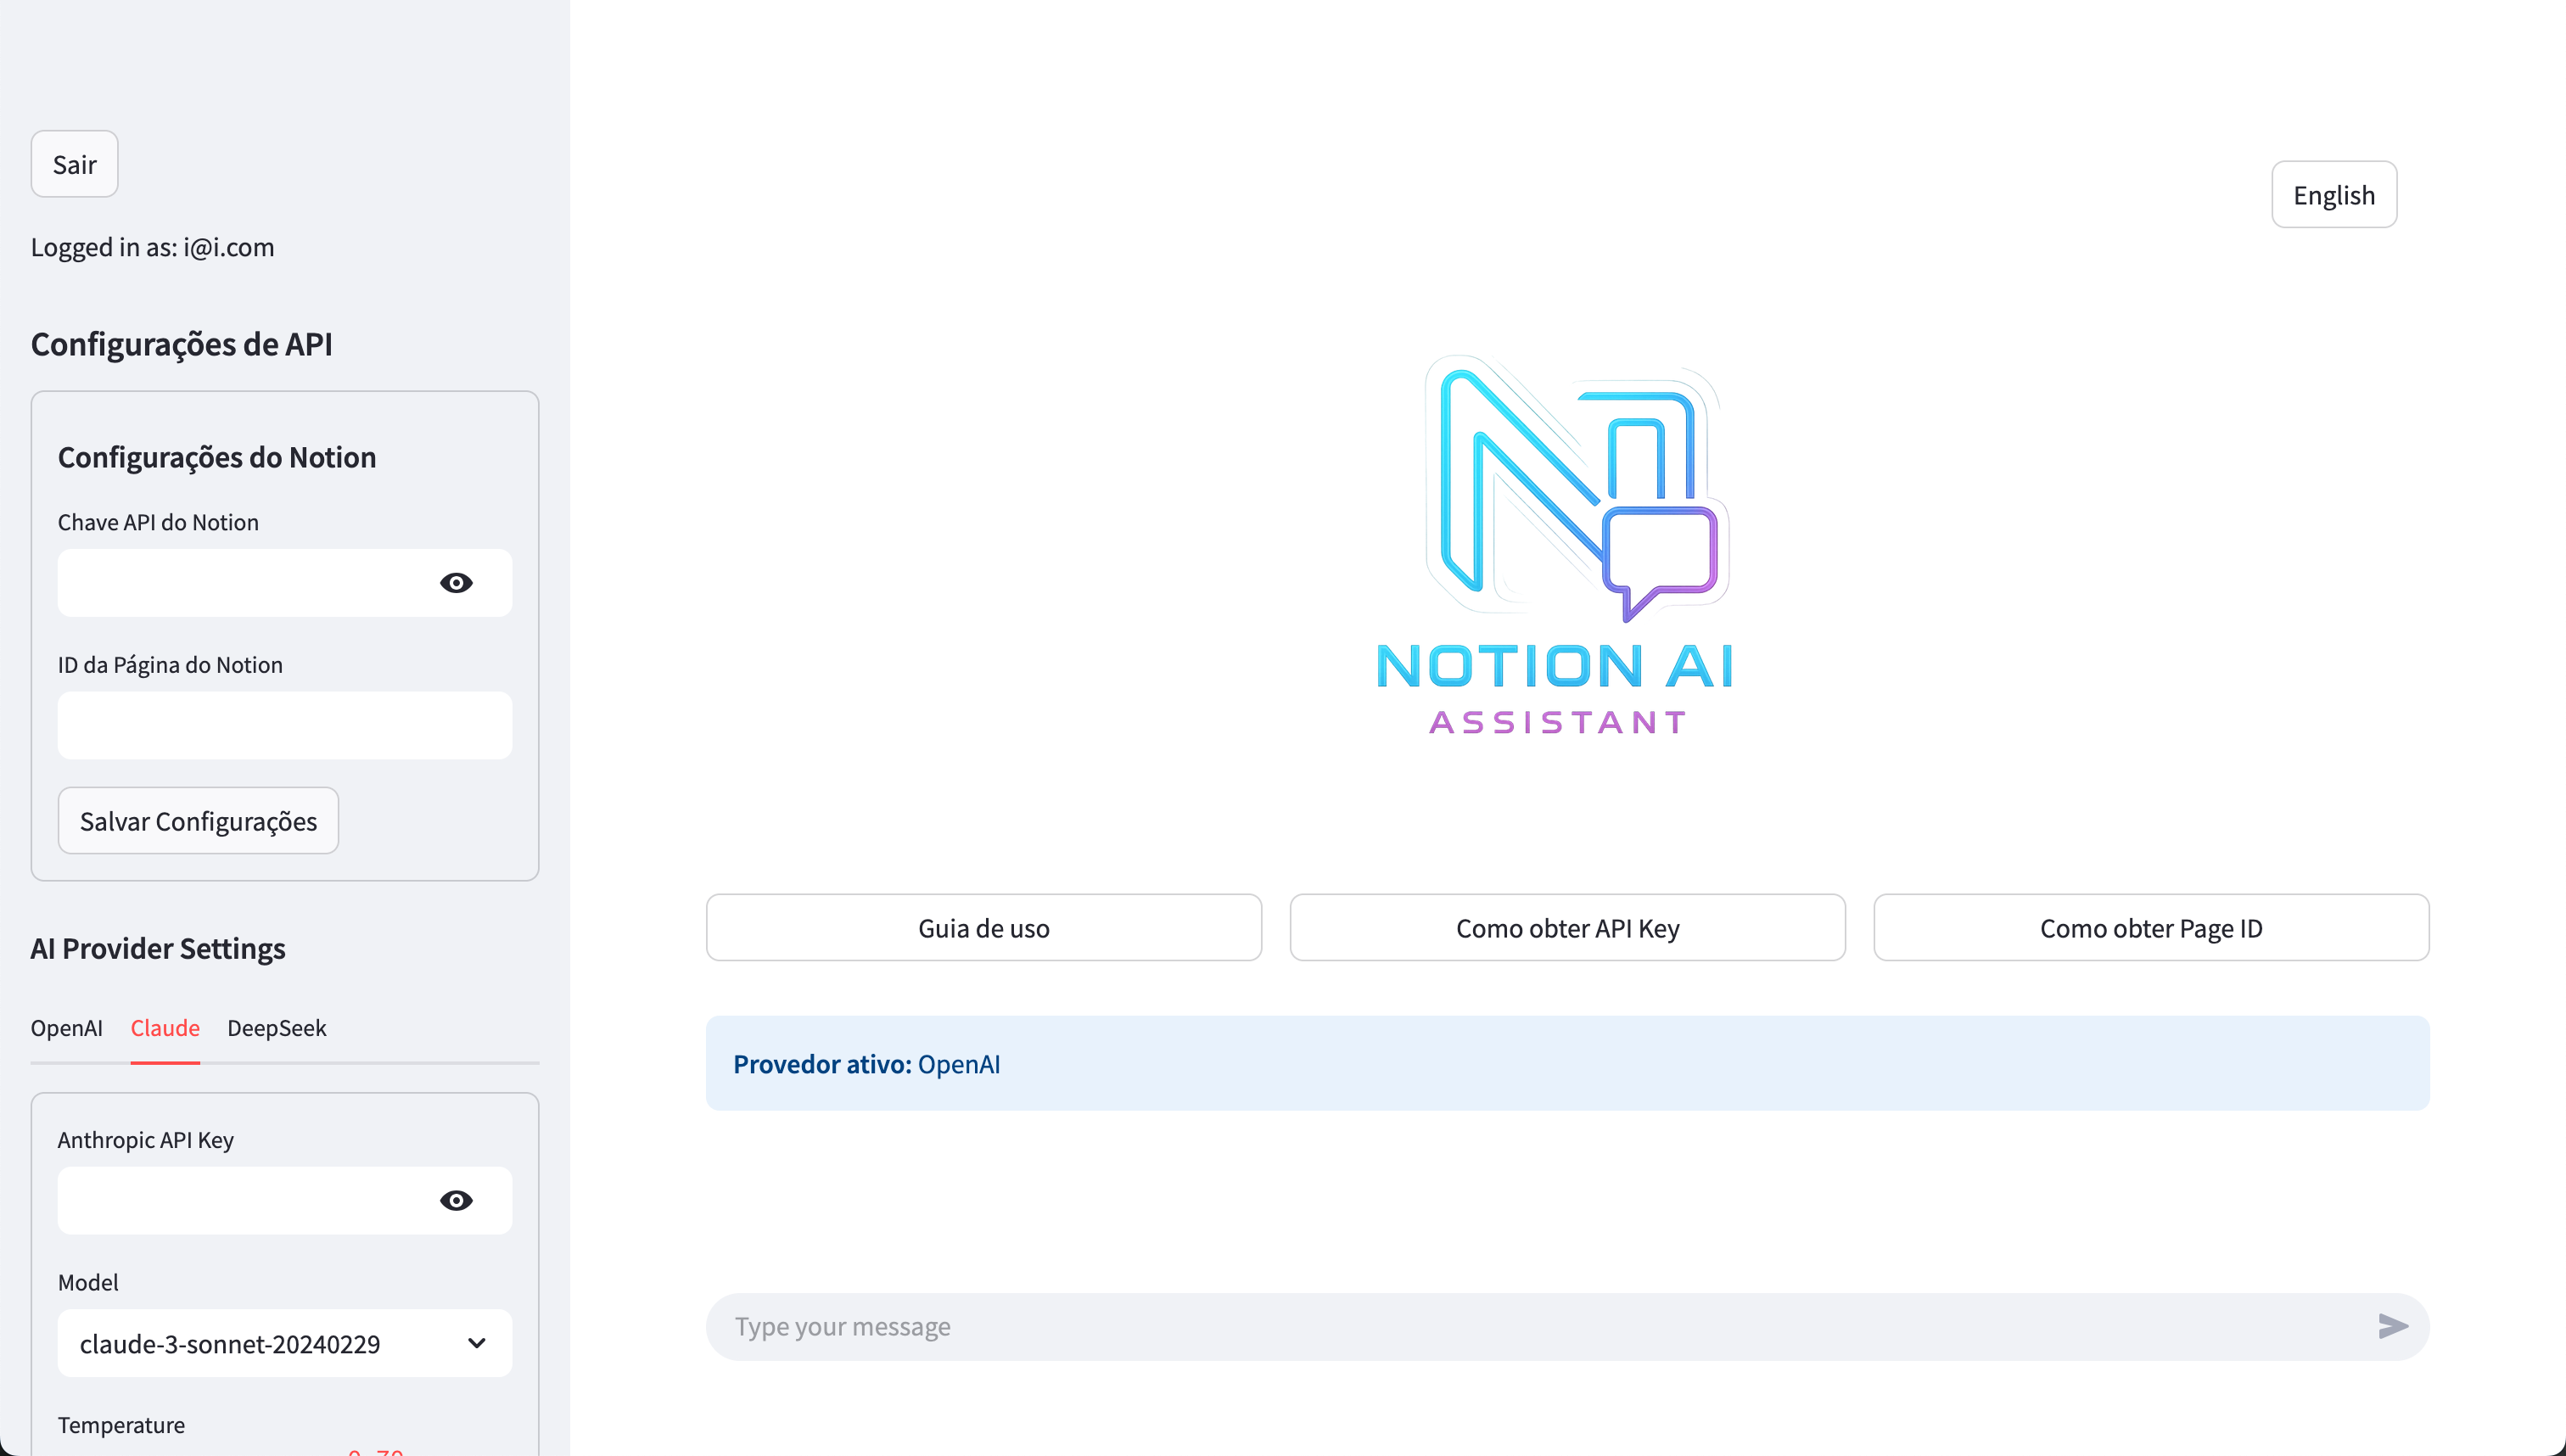 Sair
Logged in as: i@i.com
Configurações de API
Configurações do Notion
Chave API do Notion
ID da Página do Notion
Salvar Configurações
AI Provider Settings
OpenAI Claude DeepSeek
Anthropic API Key
Model
claude-3-sonnet-20240229
Temperature
English
NOTION AI
ASSISTANT
Guia de uso
Como obter API Key
Como obter Page ID
Provedor ativo: OpenAI
Type your message